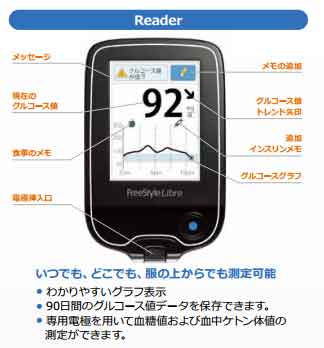 Reader
メッセージ
メモの追加
グルコース値
が低下
現在の
グルコース値
92
グルコース値
トレンド矢印
食事のメモ
追加
インスリンメモ
グルコースグラフ
電極挿入口
FreeStyle Libre
いつでも、どこでも、服の上からでも測定可能
● わかりやすいグラフ表示
● 90日間のグルコース値データを保存できます。
● 専用電極を用いて血糖値および血中ケトン体値の
測定ができます。